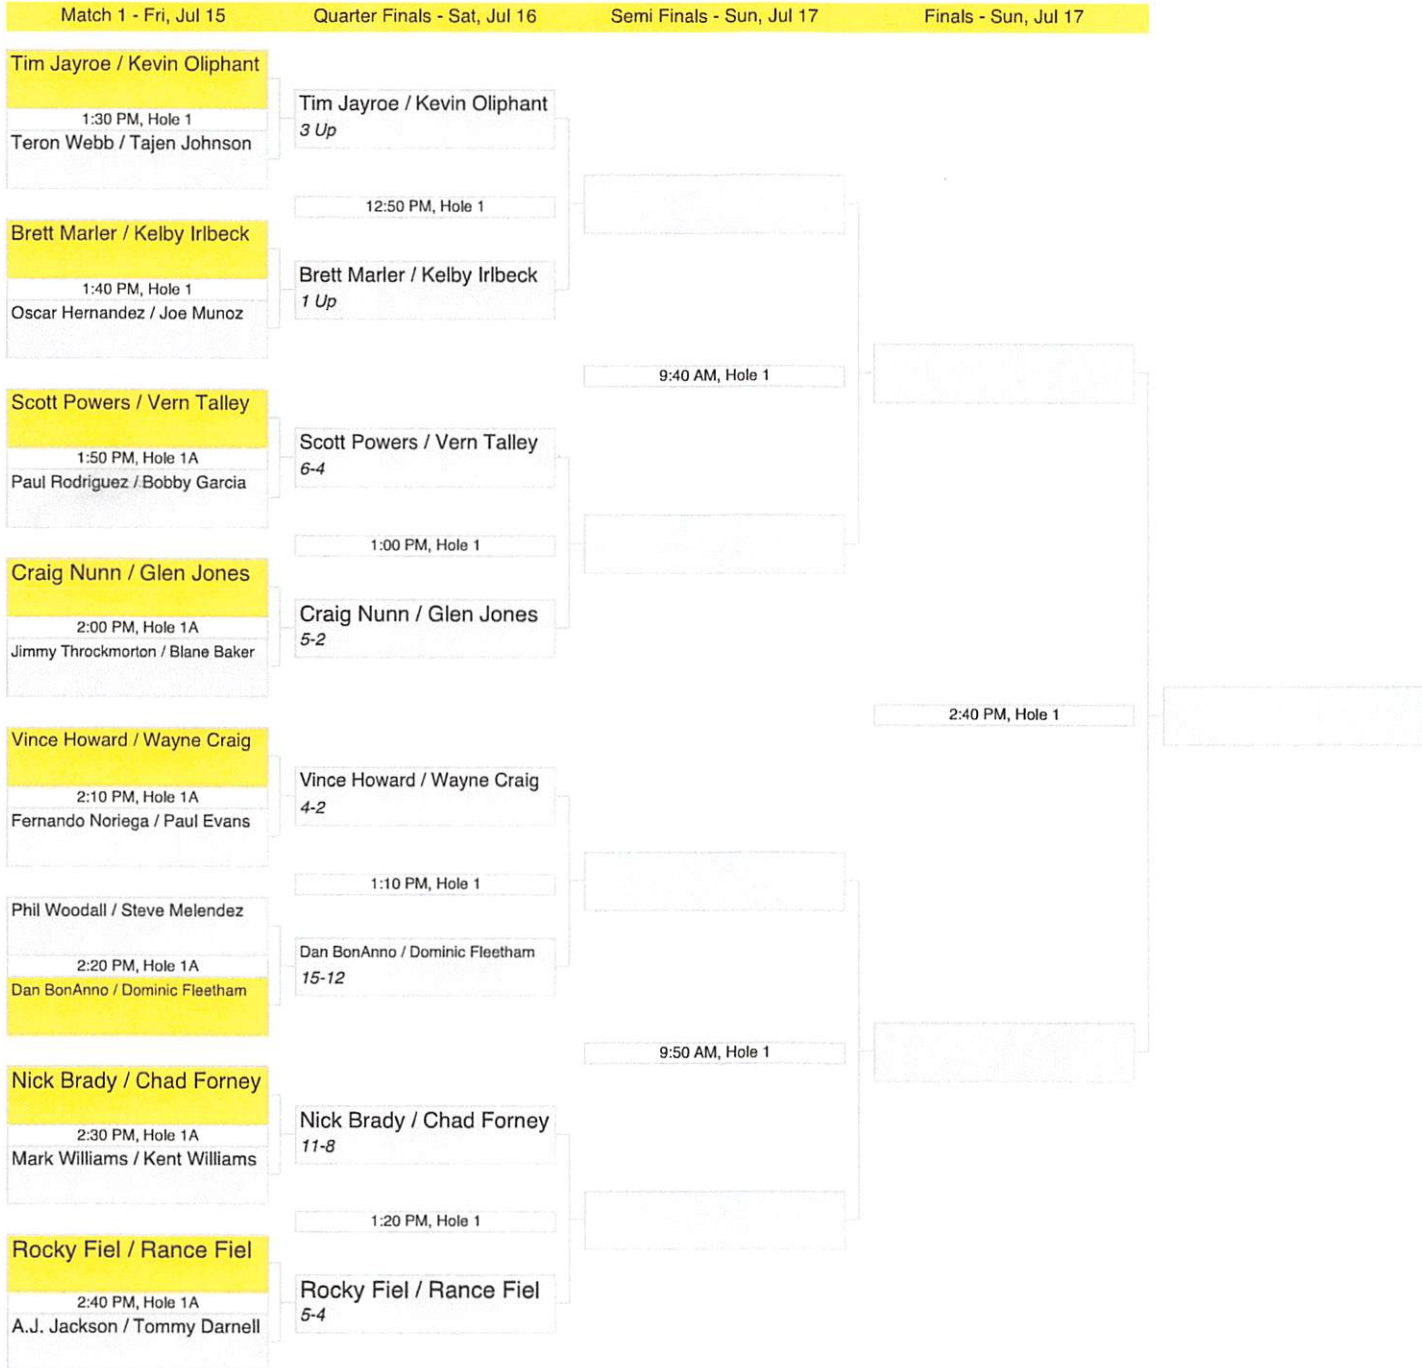 Match 1 - Fri, Jul 15
Quarter Finals - Sat, Jul 16
Semi Finals - Sun, Jul 17
Finals - Sun, Jul 17
Tim Jayroe / Kevin Oliphant
1:30 PM, Hole 1
Teron Webb / Tajen Johnson
Brett Marler / Kelby Irlbeck
1:40 PM, Hole 1
Oscar Hernandez / Joe Munoz
Scott Powers / Vern Talley
1:50 PM, Hole 1A
Paul Rodriguez / Bobby Garcia
Craig Nunn / Glen Jones
2:00 PM, Hole 1A
Jimmy Throckmorton / Blane Baker
Vince Howard / Wayne Craig
2:10 PM, Hole 1A
Fernando Noriega / Paul Evans
Phil Woodall / Steve Melendez
2:20 PM, Hole 1A
Dan BonAnno / Dominic Fleetham
Nick Brady / Chad Forney
2:30 PM, Hole 1A
Mark Williams / Kent Williams
Rocky Fiel / Rance Fiel
2:40 PM, Hole 1A
A.J. Jackson / Tommy Darnell
Tim Jayroe / Kevin Oliphant
3 Up
12:50 PM, Hole 1
Brett Marler / Kelby Irlbeck
1 Up
Scott Powers / Vern Talley
6-4
1:00 PM, Hole 1
Craig Nunn / Glen Jones
5-2
Vince Howard / Wayne Craig
4-2
1:10 PM, Hole 1
Dan BonAnno / Dominic Fleetham
15-12
Nick Brady / Chad Forney
11-8
1:20 PM, Hole 1
Rocky Fiel / Rance Fiel
5-4
9:40 AM, Hole 1
9:50 AM, Hole 1
2:40 PM, Hole 1